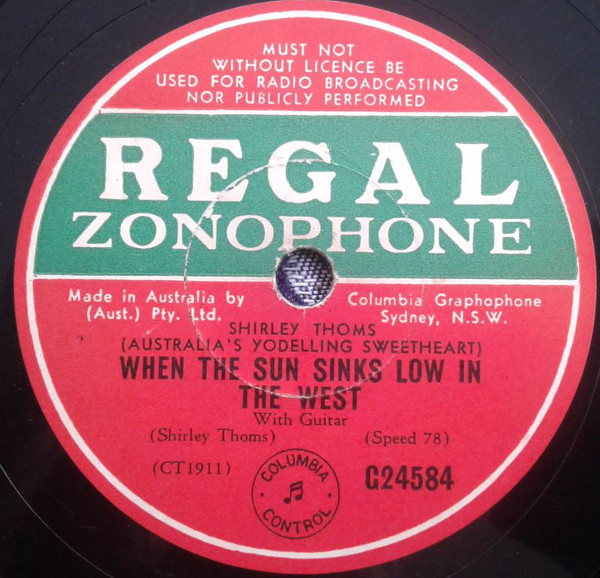 MUST NOT
WITHOUT LICENCE BE
USED FOR RADIO BROADCASTING
NOR PUBLICLY PERFORMED
REGAL
ZONOPHONE
Made in Australia by Columbia Graphophone
(Aust.) Pty. Ltd. Sydney, N.S.W.
SHIRLEY THOMS
(AUSTRALIA'S YODELLING SWEETHEART)
WHEN THE SUN SINKS LOW IN
THE WEST
With Guitar
(Shirley Thoms) (Speed 78)
(CT1911) G24584
COLUMBIA
CONTROL